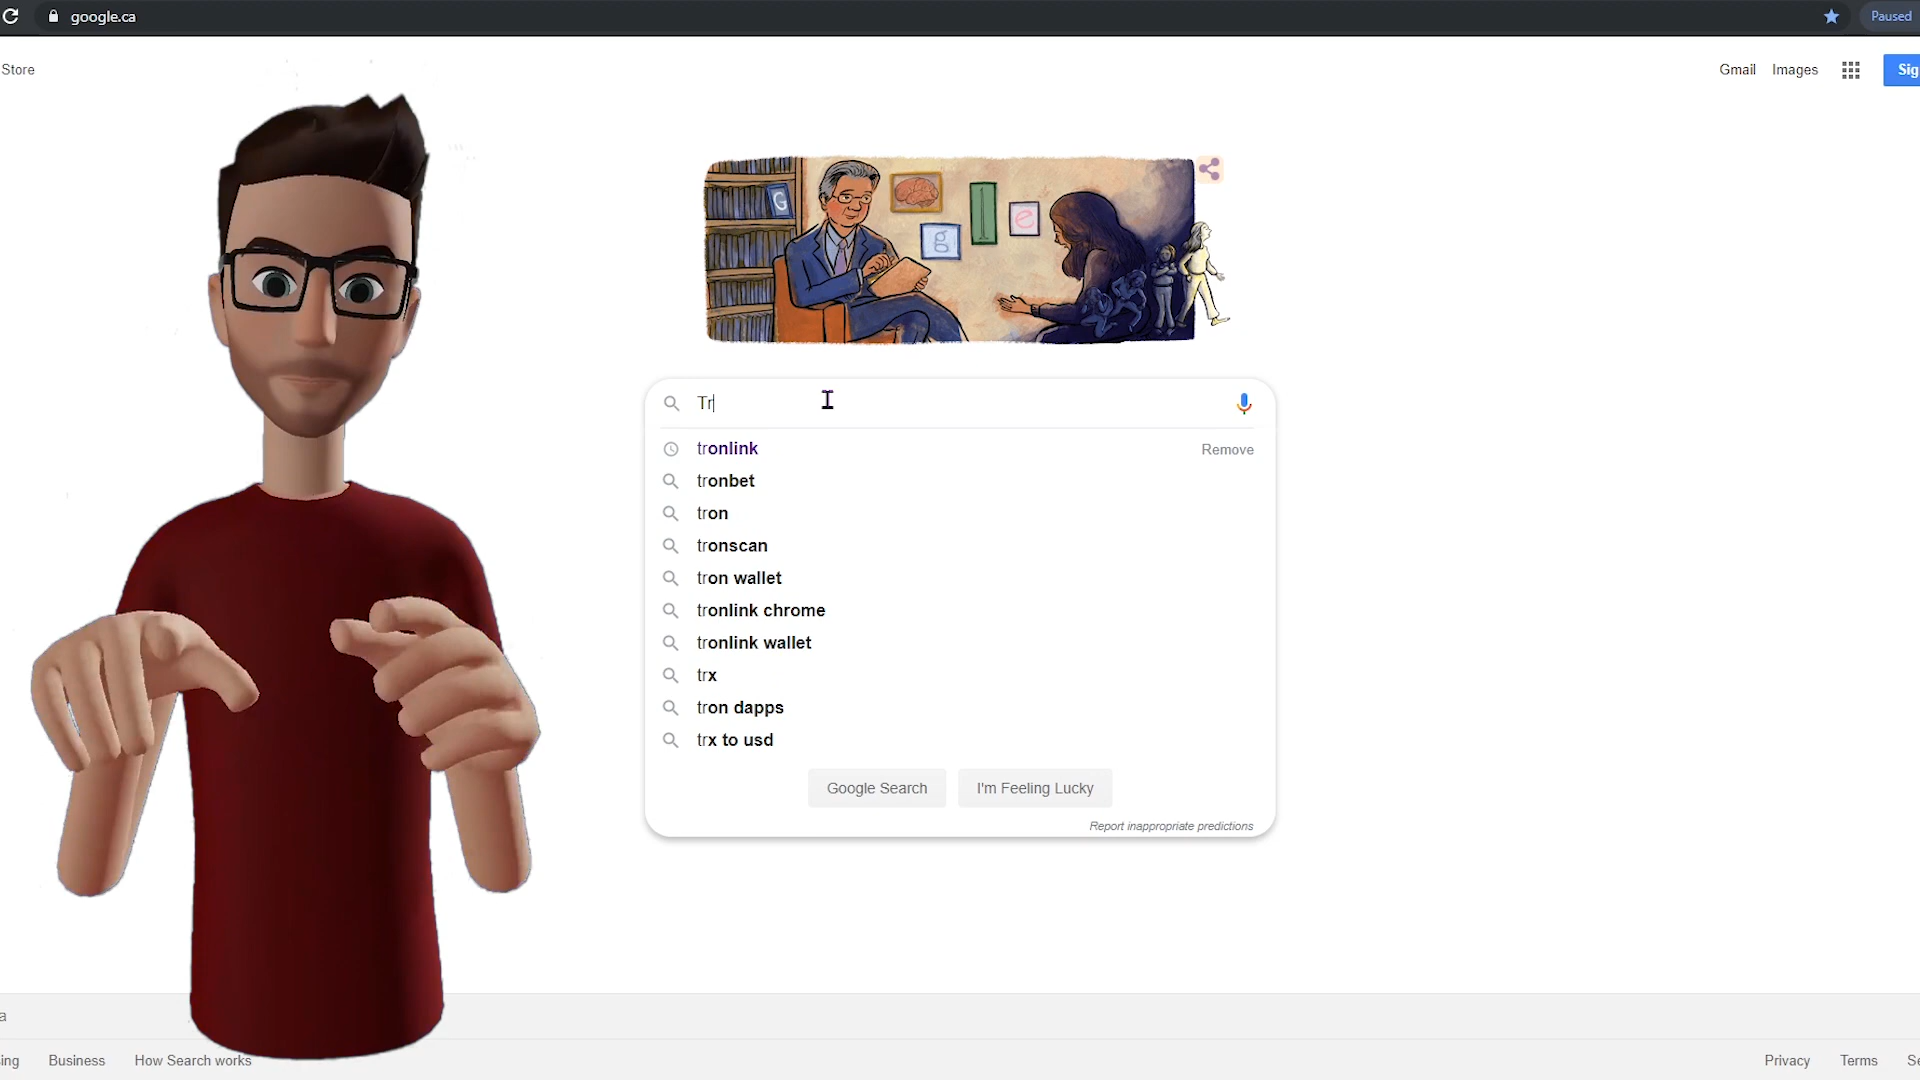 google.ca
Paused
Store
Gmail
Images
Sig
G
g
l
e
Tr
tronlink
Remove
tronbet
tron
tronscan
tron wallet
tronlink chrome
tronlink wallet
trx
tron dapps
trx to usd
Google Search
I'm Feeling Lucky
Report inappropriate predictions
a
ing
Business
How Search works
Privacy
Terms
Se